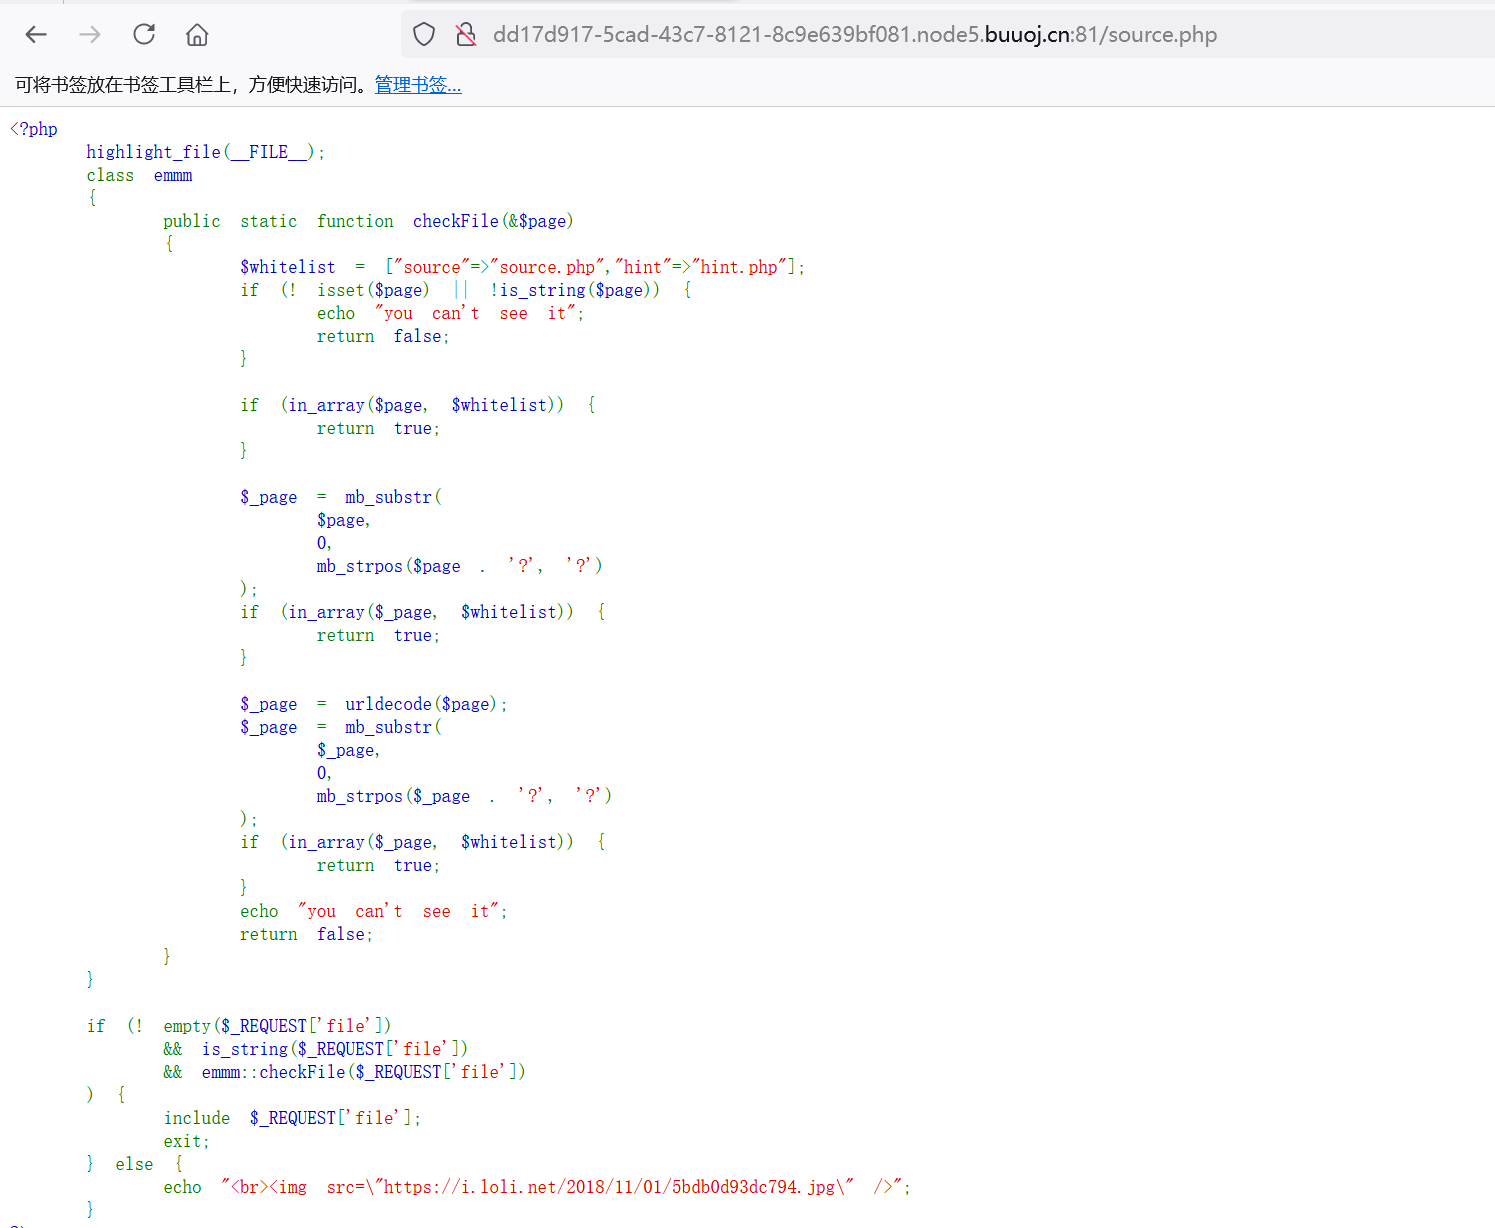 dd17d917-5cad-43c7-8121-8c9e639bf081.node5.buuoj.cn:81/source.php
可将书签放在书签工具栏上，方便快速访问。管理书签...
<?php
highlight_file(__FILE__);
class emmm
{
public static function checkFile(&$page)
{
$whitelist = ["source"=>"source.php","hint"=>"hint.php"];
if (! isset($page) || !is_string($page)) {
echo "you can't see it";
return false;
}
if (in_array($page, $whitelist)) {
return true;
}
$_page = mb_substr(
$page,
0,
mb_strpos($page . '?', '?')
);
if (in_array($_page, $whitelist)) {
return true;
}
$_page = urldecode($page);
$_page = mb_substr(
$_page,
0,
mb_strpos($_page . '?', '?')
);
if (in_array($_page, $whitelist)) {
return true;
}
echo "you can't see it";
return false;
}
}
if (! empty($_REQUEST['file'])
&& is_string($_REQUEST['file'])
&& emmm::checkFile($_REQUEST['file'])
) {
include $_REQUEST['file'];
exit;
} else {
echo "<br><img src=\"https://i.loli.net/2018/11/01/5bdb0d93dc794.jpg\" />";
}